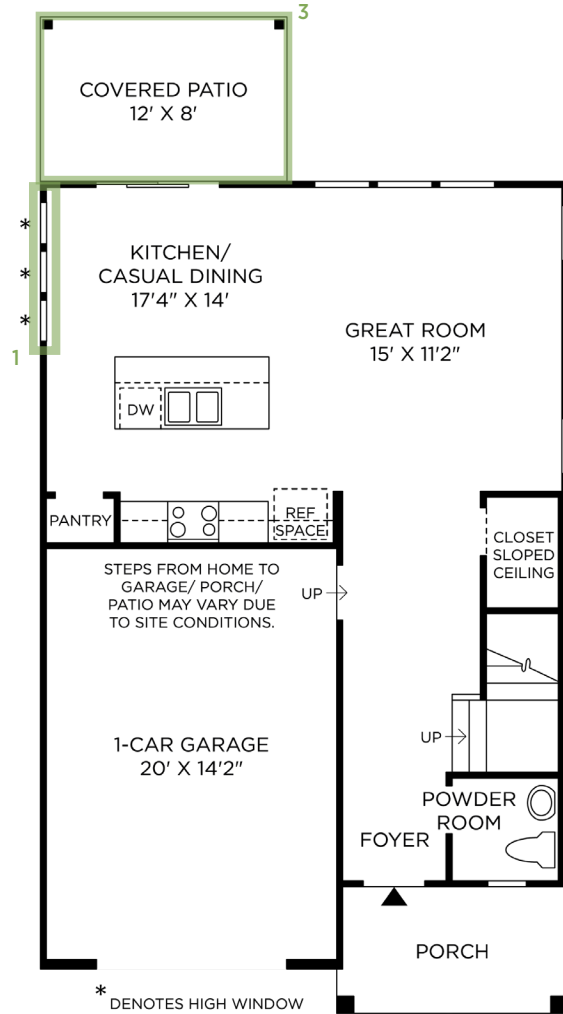 3
COVERED PATIO
12' X 8'
*
*
*
1
KITCHEN/
CASUAL DINING
17'4" X 14'
GREAT ROOM
15' X 11'2"
DW
PANTRY
REF
SPACE
CLOSET
SLOPED
CEILING
STEPS FROM HOME TO
GARAGE/ PORCH/
PATIO MAY VARY DUE
TO SITE CONDITIONS.
UP
UP
1-CAR GARAGE
20' X 14'2"
POWDER
ROOM
FOYER
PORCH
* DENOTES HIGH WINDOW